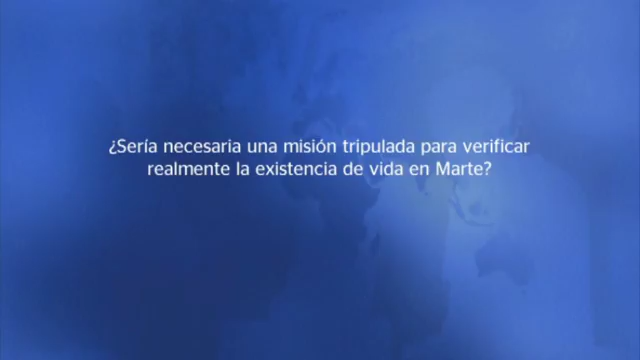 ¿Sería necesaria una misión tripulada para verificar
realmente la existencia de vida en Marte?